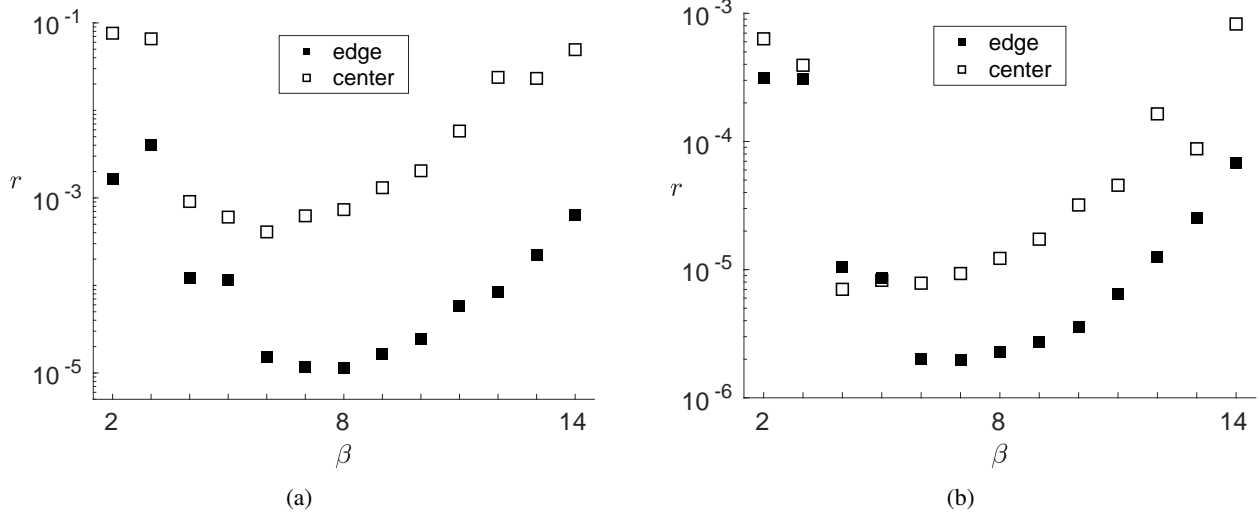 10^{-1}
10^{-3}
10^{-5}
r
edge
center
2
8
14
β
(a)
10^{-3}
10^{-4}
10^{-5}
10^{-6}
r
edge
center
2
8
14
β
(b)